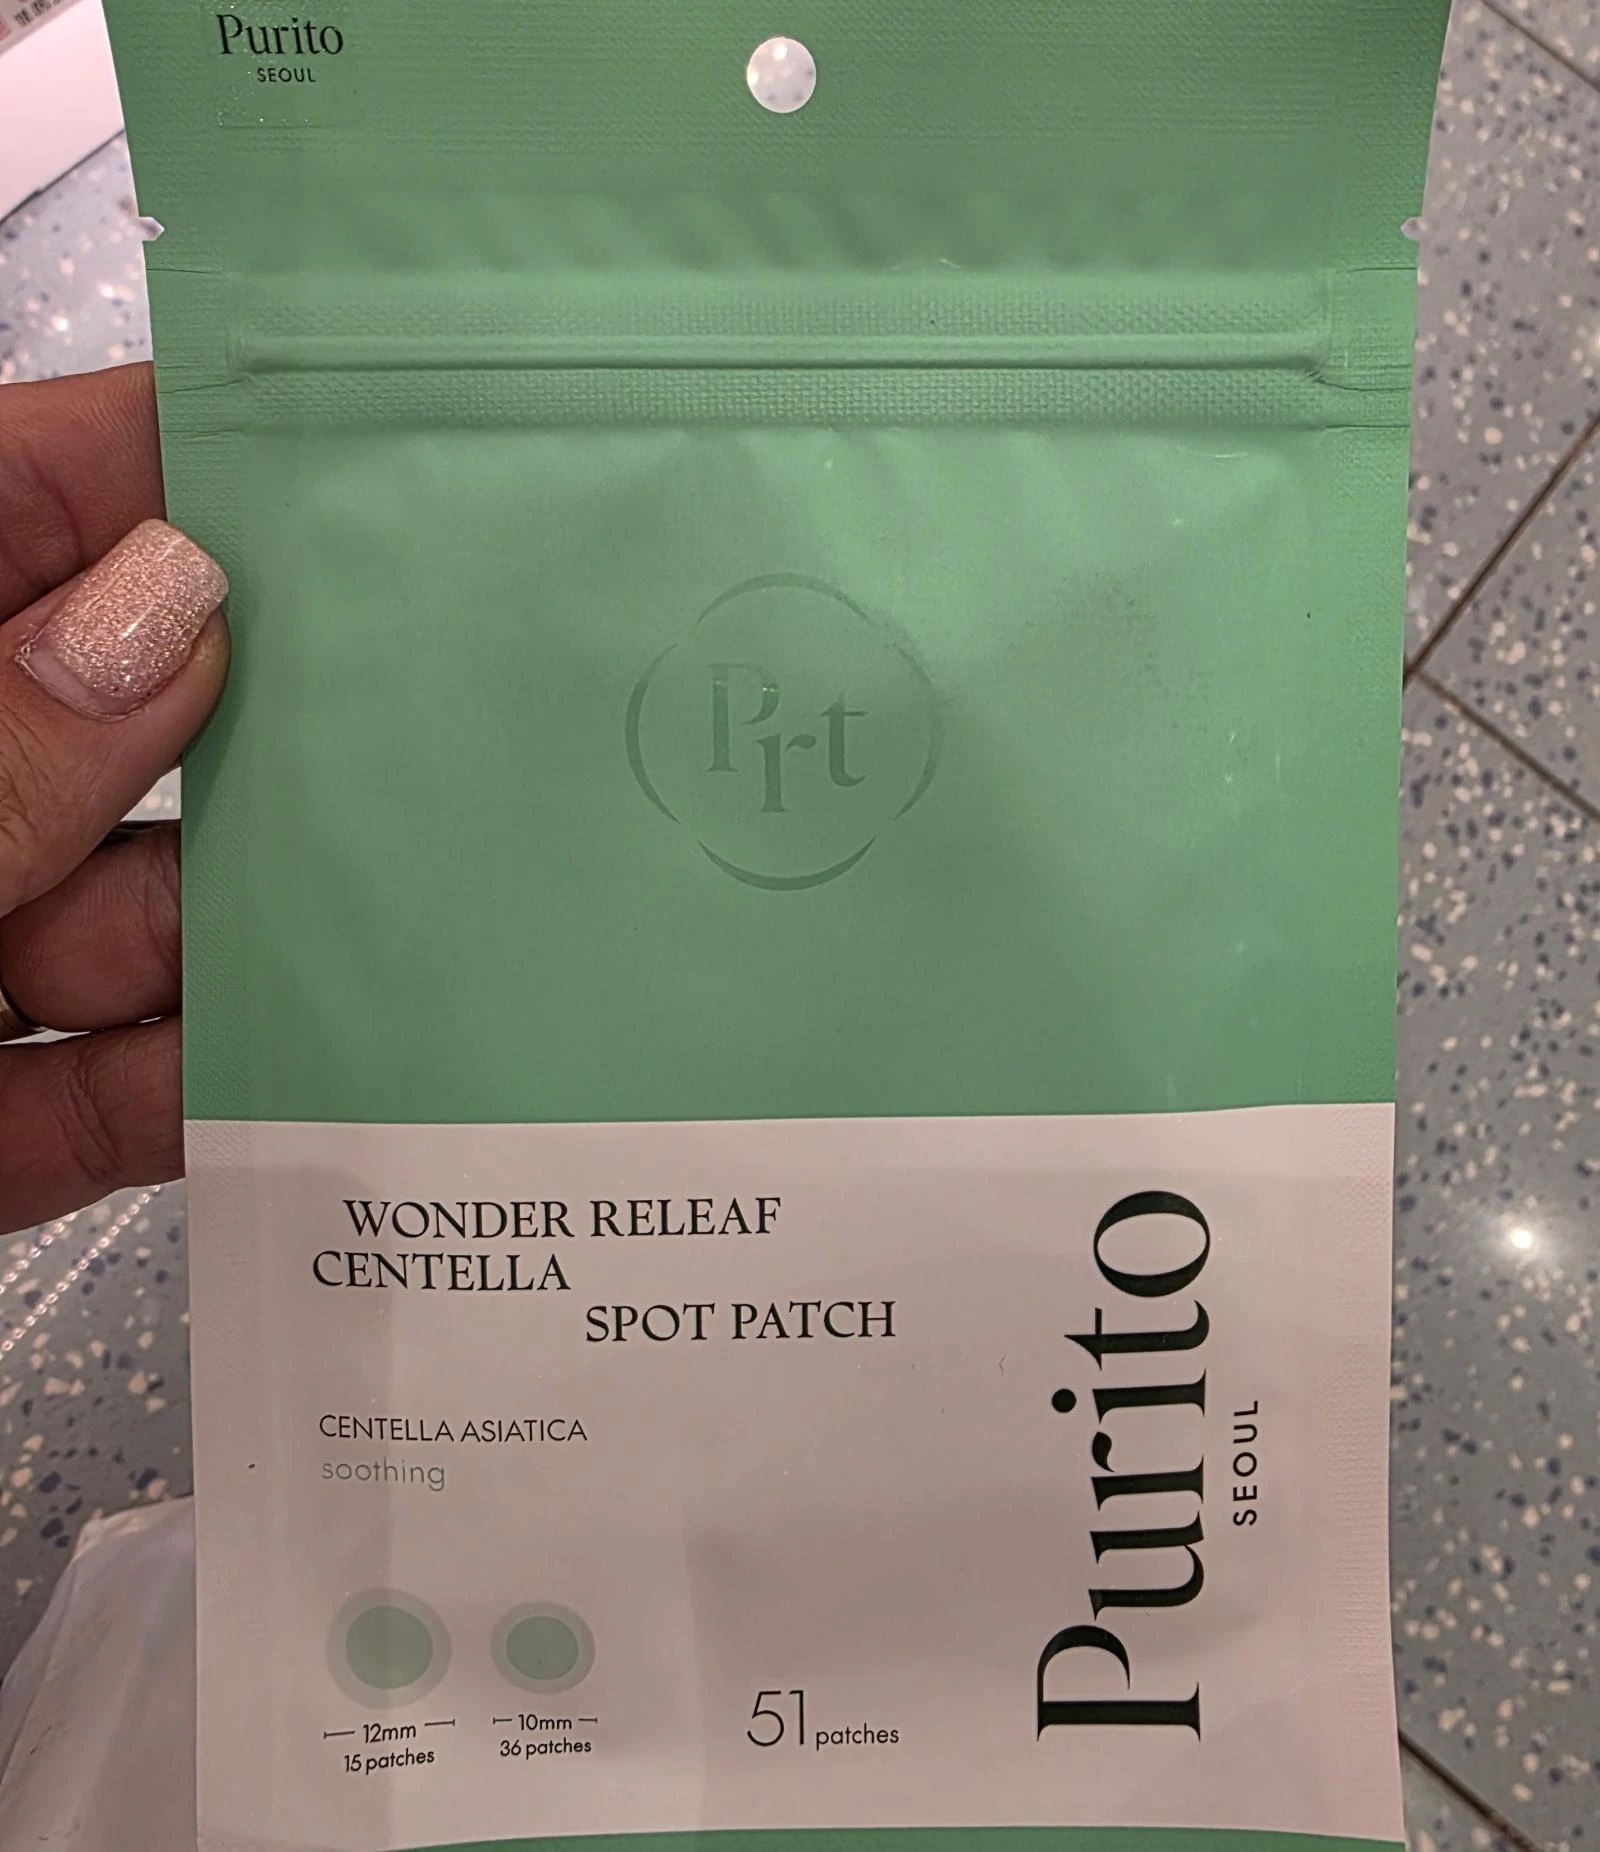 Purito
SEOUL
Prt
WONDER RELEAF
CENTELLA
SPOT PATCH
CENTELLA ASIATICA
soothing
12mm
15 patches
10mm
36 patches
51 patches
Purito
SEOUL